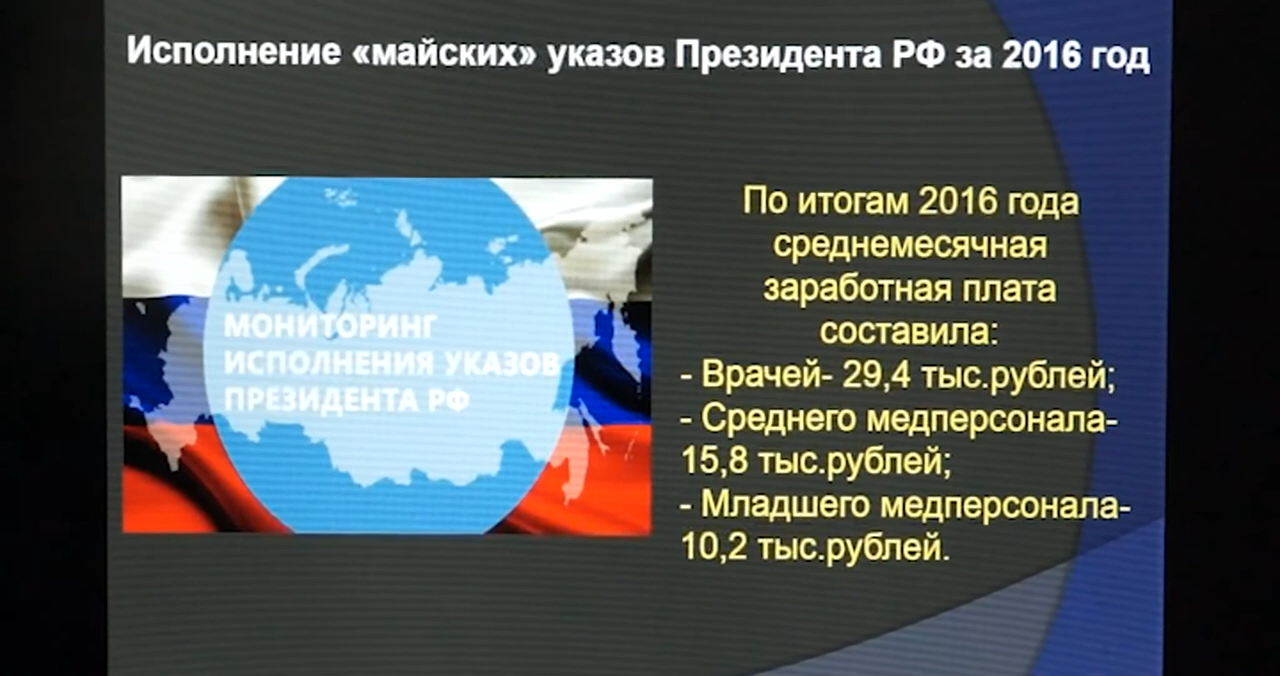 Исполнение «майских» указов Президента РФ за 2016 год
МОНИТОРИНГ
ИСПОЛНЕНИЯ УКАЗОВ
ПРЕЗИДЕНТА РФ
По итогам 2016 года
среднемесячная
заработная плата
составила:
- Врачей- 29,4 тыс.рублей;
- Среднего медперсонала-
15,8 тыс.рублей;
- Младшего медперсонала-
10,2 тыс.рублей.